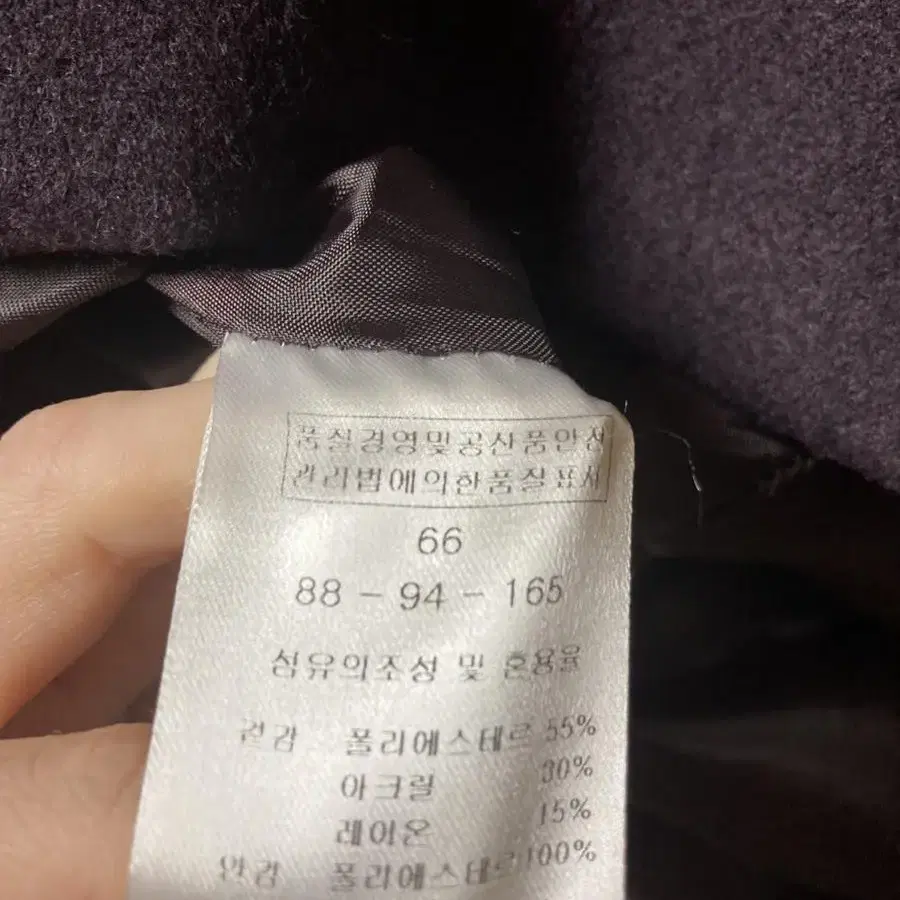 품질경영및공산품안전
관리법에의한품질표시
66
88 - 94 - 165
섬유의조성 및 혼용율
겉감 폴리에스테르 55%
아크릴 30%
레이온 15%
안감 폴리에스테르 100%